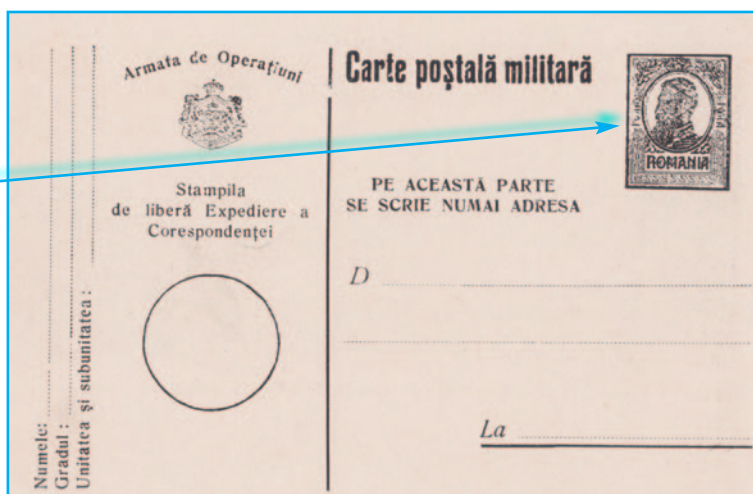 Armata de Operațiuni
Stampila
de liberă Expediere a
Corespondenței
Numele:
Gradul :
Unitatea și subunitatea :
Carte poștală militară
ROMANIA
PE ACEASTĂ PARTE
SE SCRIE NUMAI ADRESA
D
La